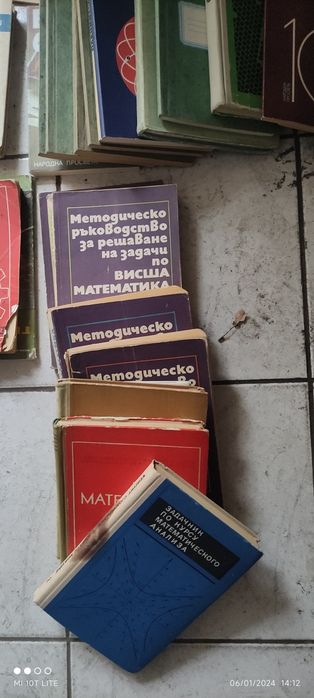 НАРОДНА ПРОСВЕТА
Методическо
ръководство
за решаване
на задачи
по
ВИСША
МАТЕМАТИКА
Методическо
Методическо
МАТЕ
ЗАДАЧНИК
ПО КУРСУ
МАТЕМАТИЧЕСКОГО
АНАЛИЗА
MI 10T LITE
06/01/2024 14:12